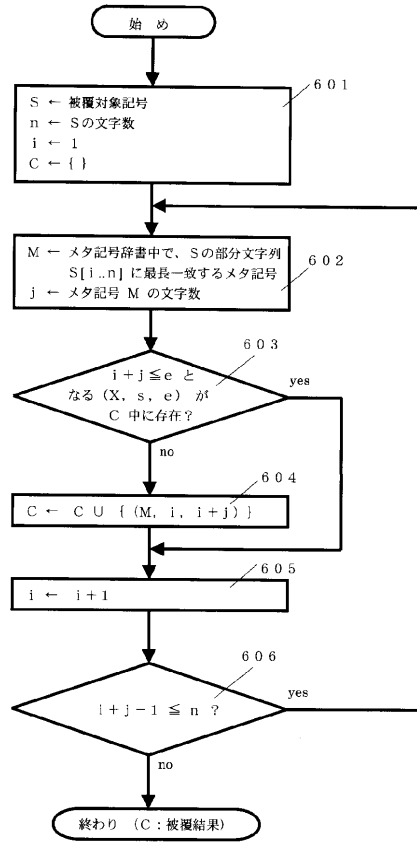 始 め
601
S ← 被覆対象記号
n ← Sの文字数
i ← 1
C ← { }
M ← メタ記号辞書中で、Sの部分文字列
S[i..n] に最長一致するメタ記号
j ← メタ記号 M の文字数
602
603
i+j≦e と
なる (X, s, e) が
C 中に存在?
yes
no
604
C ← C ∪ {(M, i, i+j)}
605
i ← i+1
606
i+j−1 ≦ n ?
yes
no
終わり (C:被覆結果)